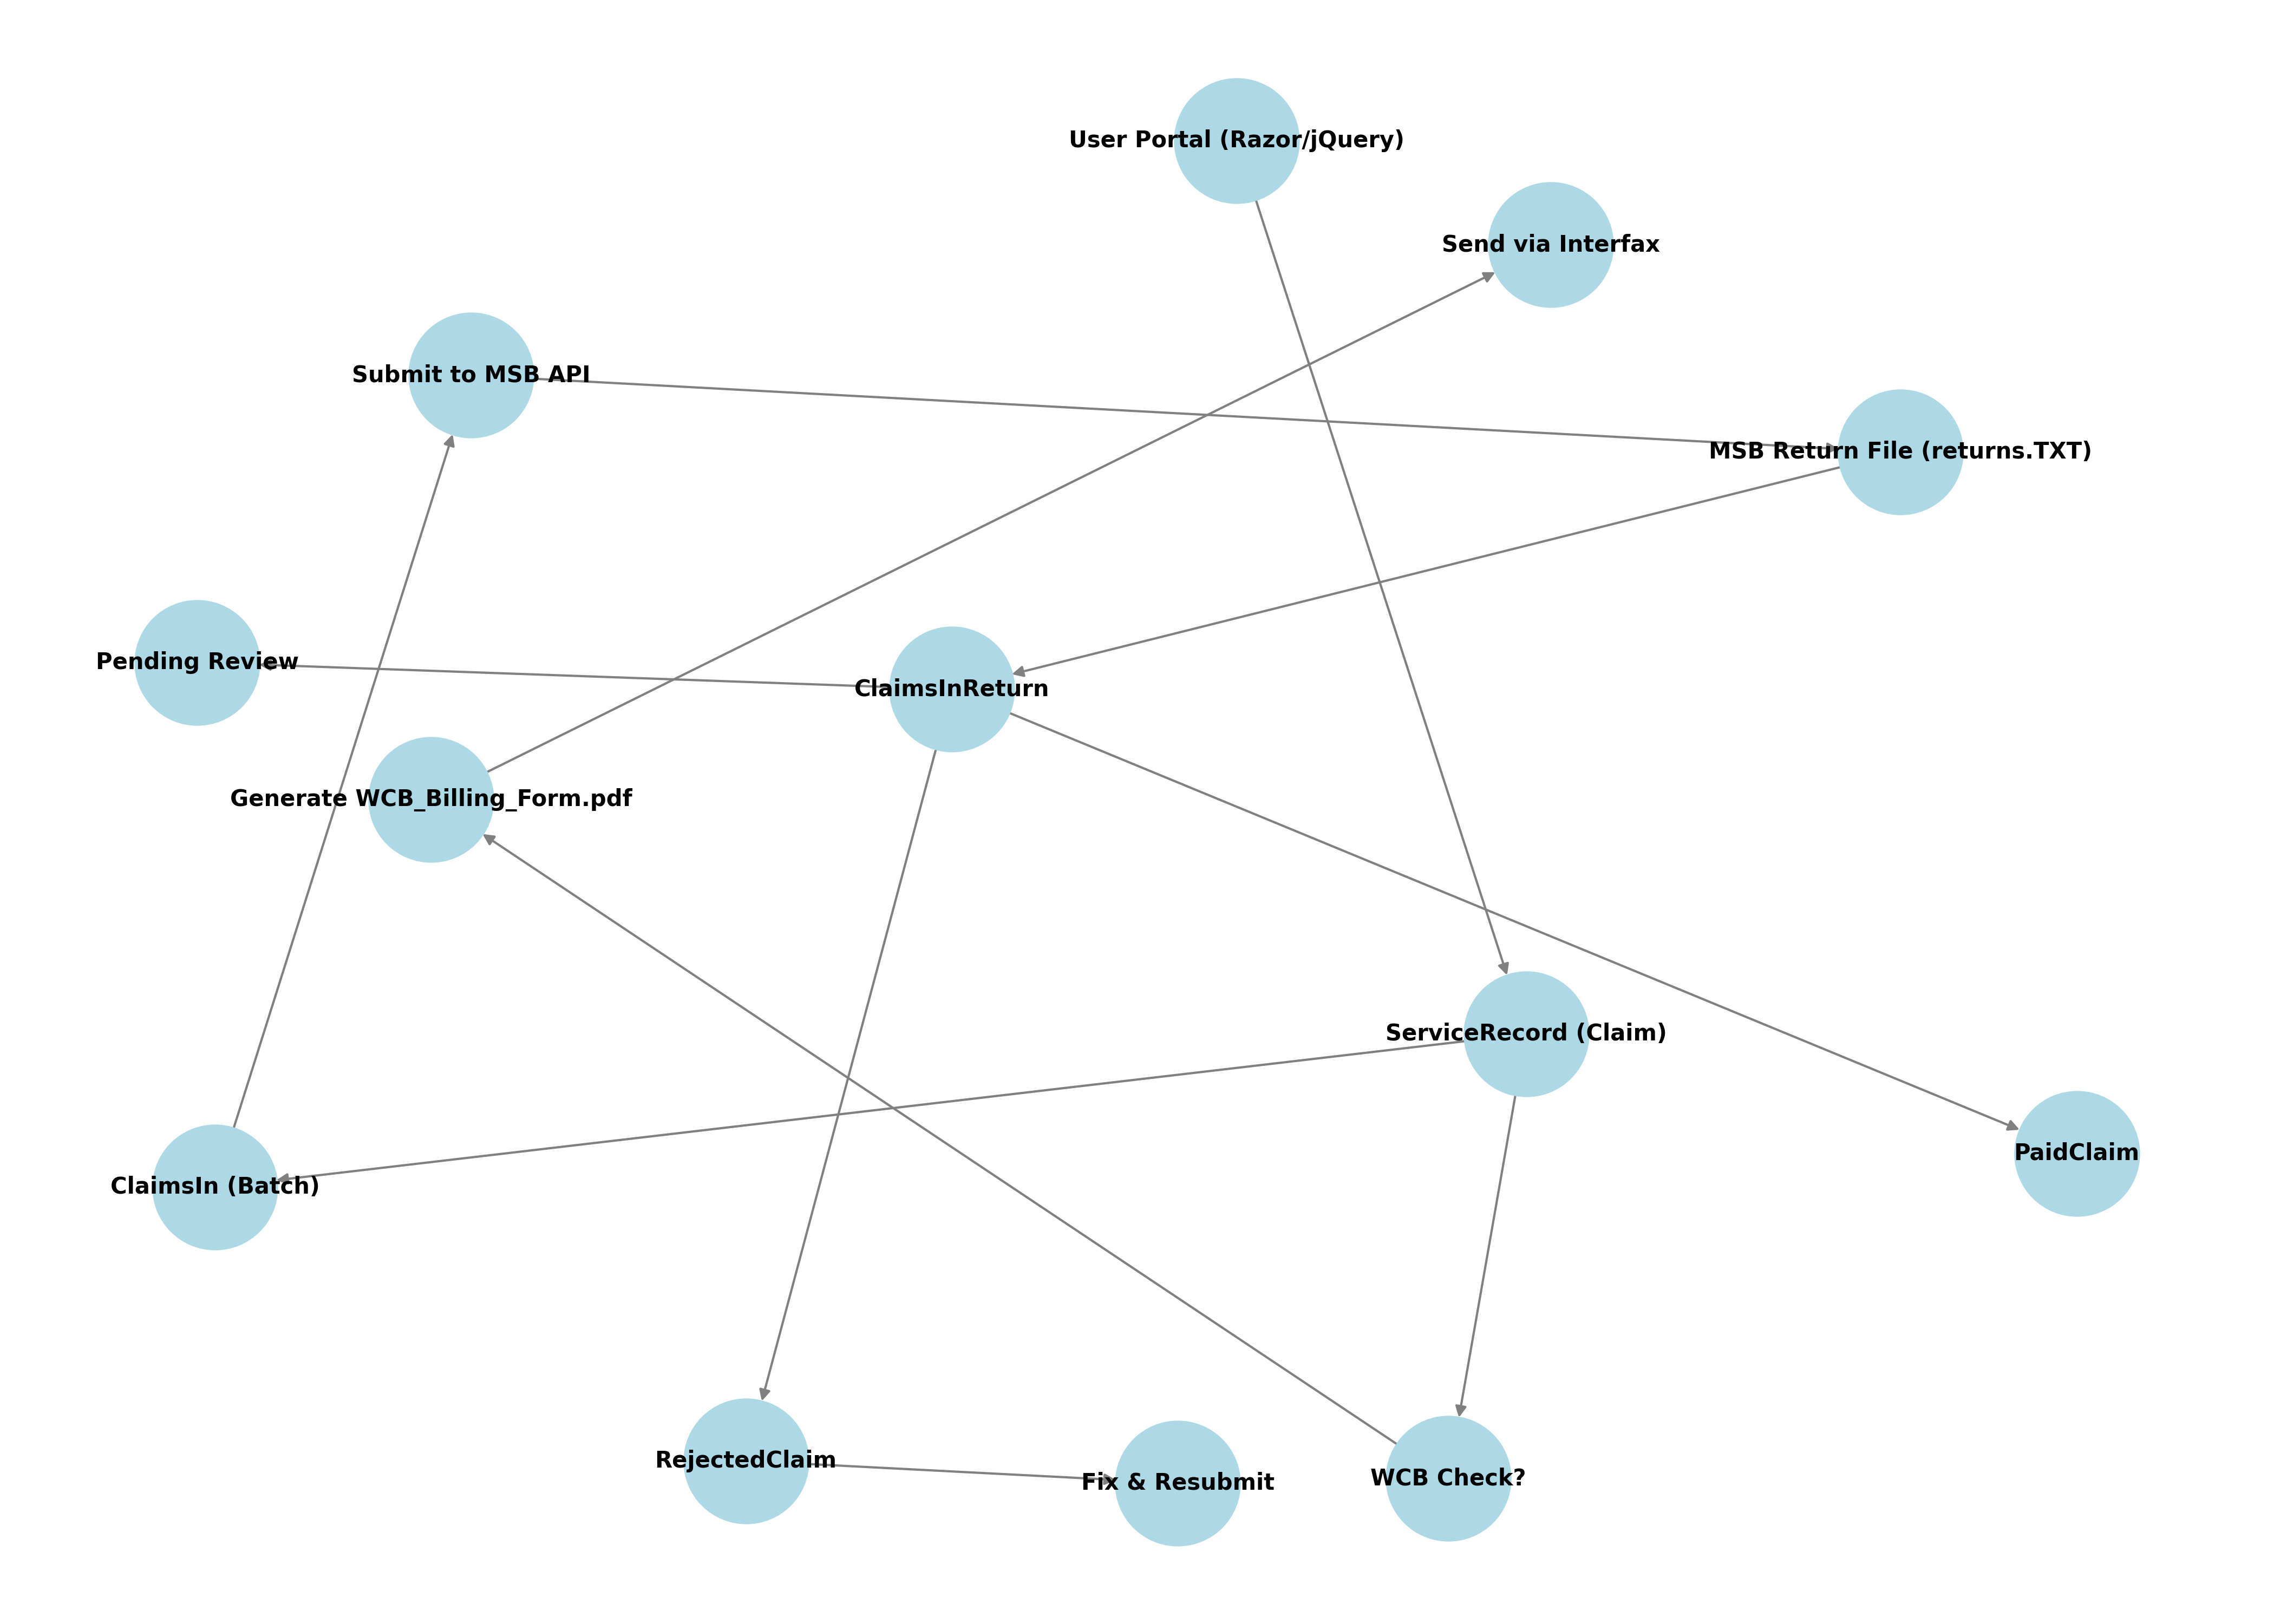 User Portal (Razor/jQuery)
Send via Interfax
Submit to MSB API
MSB Return File (returns.TXT)
Pending Review
ClaimsInReturn
Generate WCB_Billing_Form.pdf
ServiceRecord (Claim)
PaidClaim
ClaimsIn (Batch)
RejectedClaim
Fix & Resubmit
WCB Check?